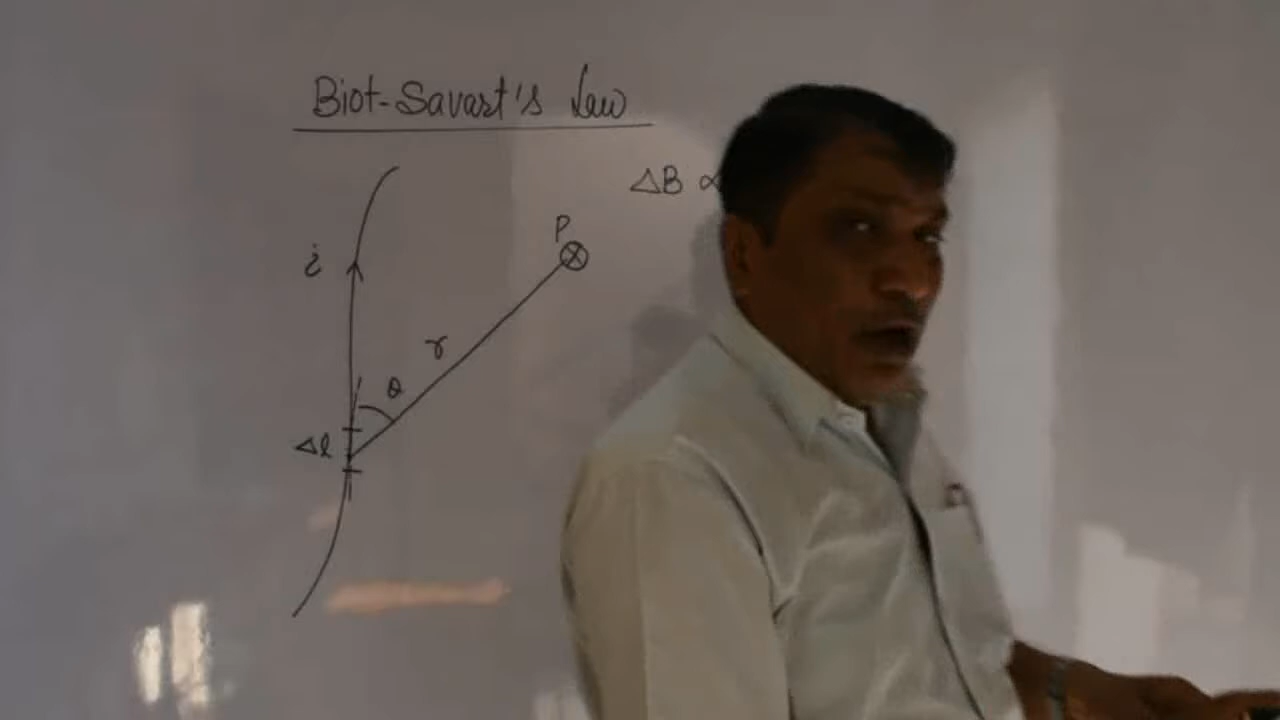 Biot-Savart's Law
ΔB ∝
P
i
r
θ
Δl